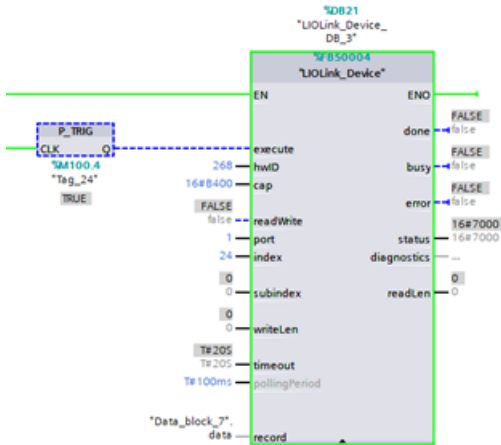 %DB21
"LIOLink_Device_
DB_3"
%FB50004
"LIOLink_Device"
EN
ENO
FALSE
done
false
P_TRIG
CLK
Q
execute
FALSE
%M100.4
268
hwID
busy
false
"Tag_24"
16#8400
cap
FALSE
TRUE
FALSE
error
false
false
readWrite
16#7000
1
port
status
16#7000
24
index
diagnostics
...
0
0
0
subindex
readLen
0
0
0
writeLen
T#20S
T#20S
timeout
T#100ms
pollingPeriod
"Data_block_7".
data
record